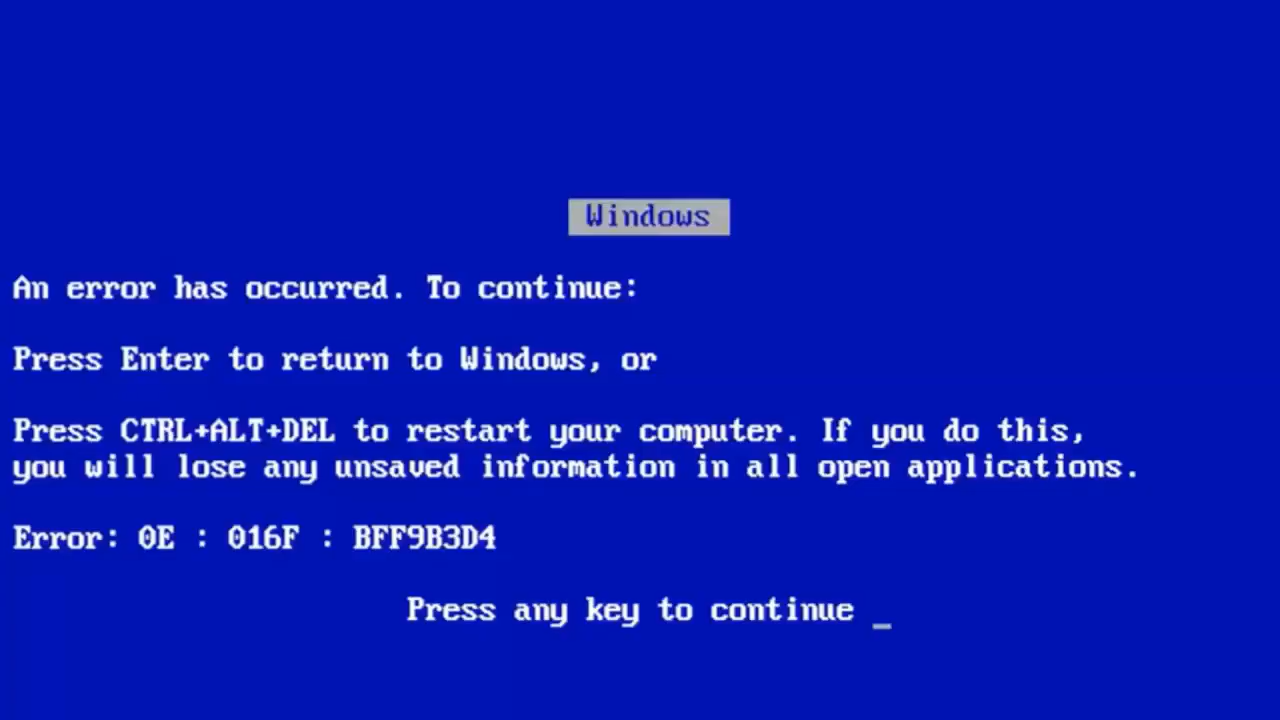 Windows
An error has occurred. To continue:
Press Enter to return to Windows, or
Press CTRL+ALT+DEL to restart your computer. If you do this,
you will lose any unsaved information in all open applications.
Error: 0E : 016F : BFF9B3D4
Press any key to continue _